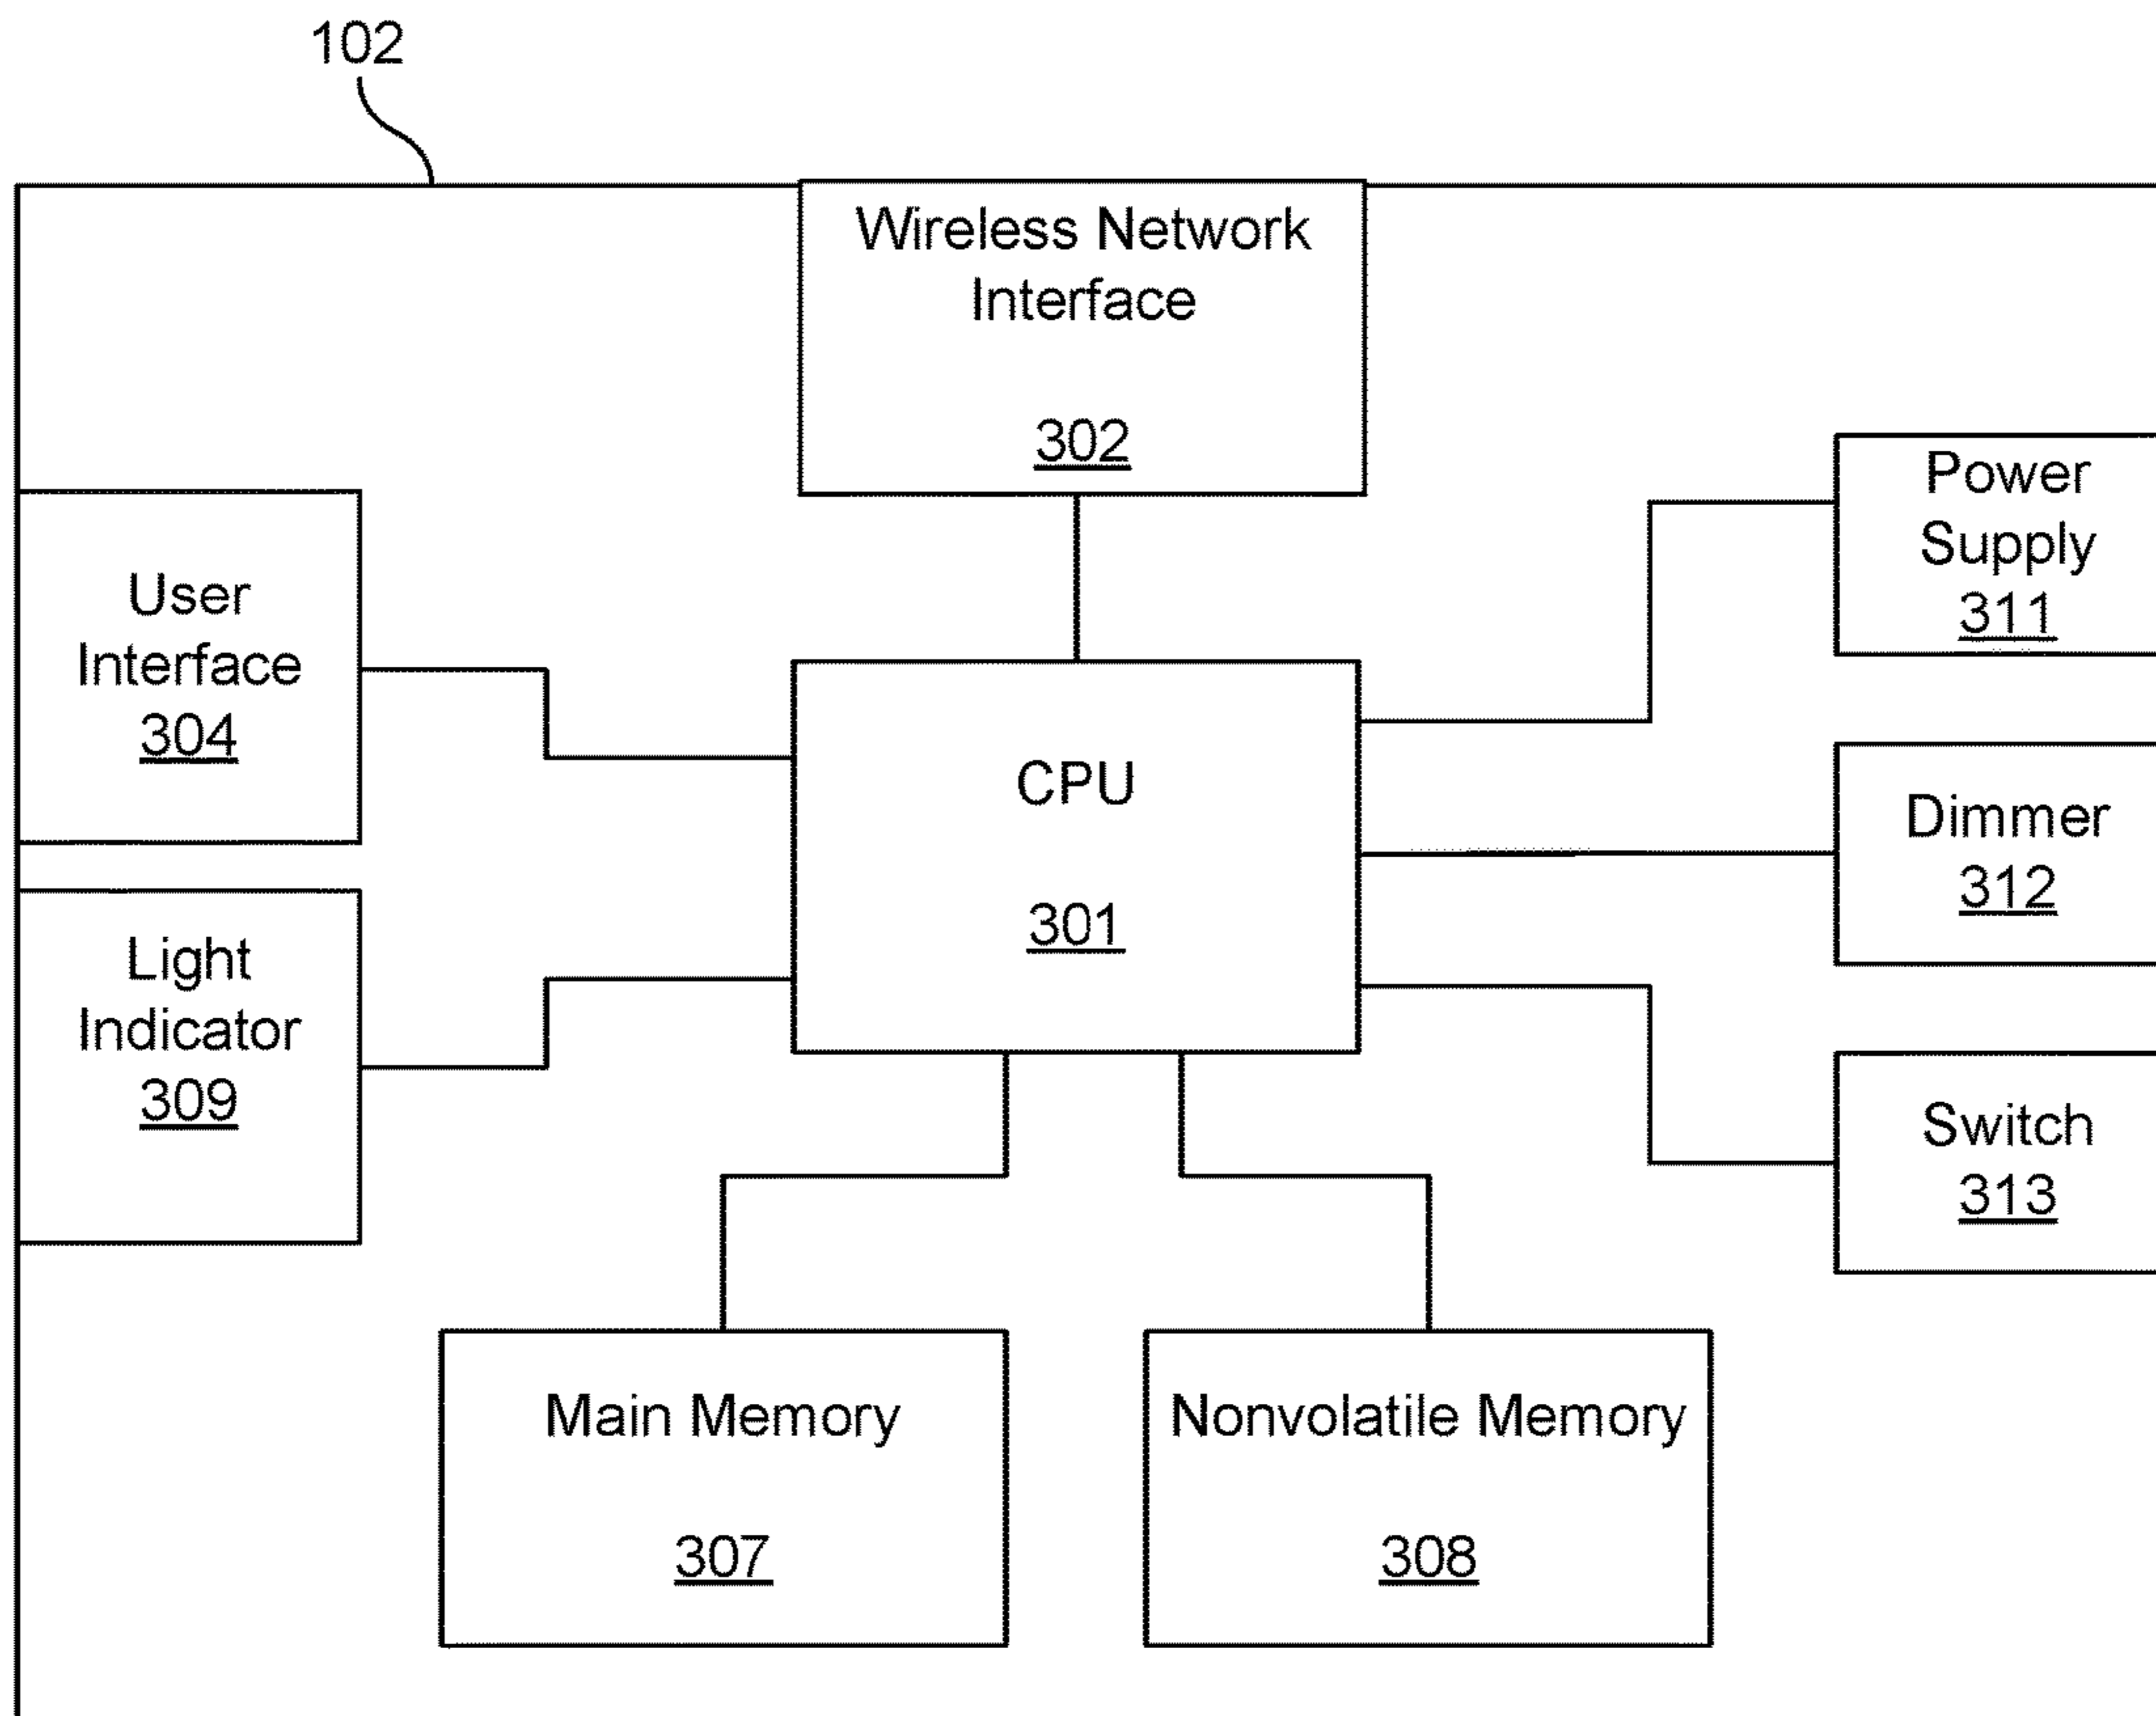 102
Wireless Network
Interface
302
User
Interface
304
Power
Supply
311
CPU
301
Dimmer
312
Light
Indicator
309
Switch
313
Main Memory
307
Nonvolatile Memory
308